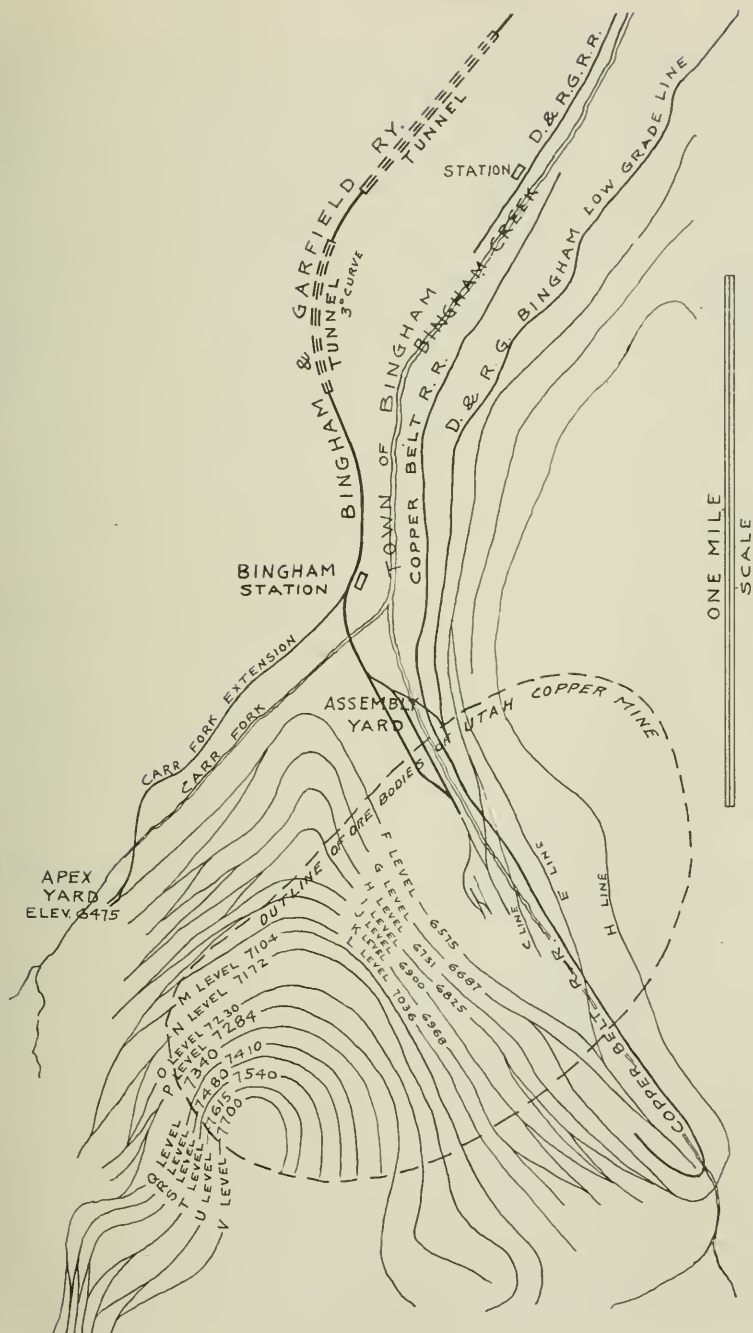 BINGHAM & GARFIELD RY.
TUNNEL
TUNNEL
3° CURVE
D. & R.G. R.R.
STATION
BINGHAM CREEK
D. & R. G. BINGHAM LOW GRADE LINE
TOWN OF BINGHAM
COPPER BELT R. R.
ONE MILE
SCALE
BINGHAM
STATION
CARR FORK EXTENSION
CARR FORK
ASSEMBLY
YARD
OUTLINE OF ORE BODIES OF UTAH COPPER MINE
APEX
YARD
ELEV. 6475
F LEVEL 6575
G LEVEL 6687
H LEVEL 6731
I LEVEL 6825
J LEVEL 6900
K LEVEL 6968
L LEVEL 7036
M LEVEL 7104
N LEVEL 7172
O LEVEL 7230
P LEVEL 7284
Q LEVEL 7340
R LEVEL 7410
S LEVEL 7480
T LEVEL 7540
U LEVEL 7615
V LEVEL 7700
C LINE
E LINE
H LINE
COPPER BELT R. R.